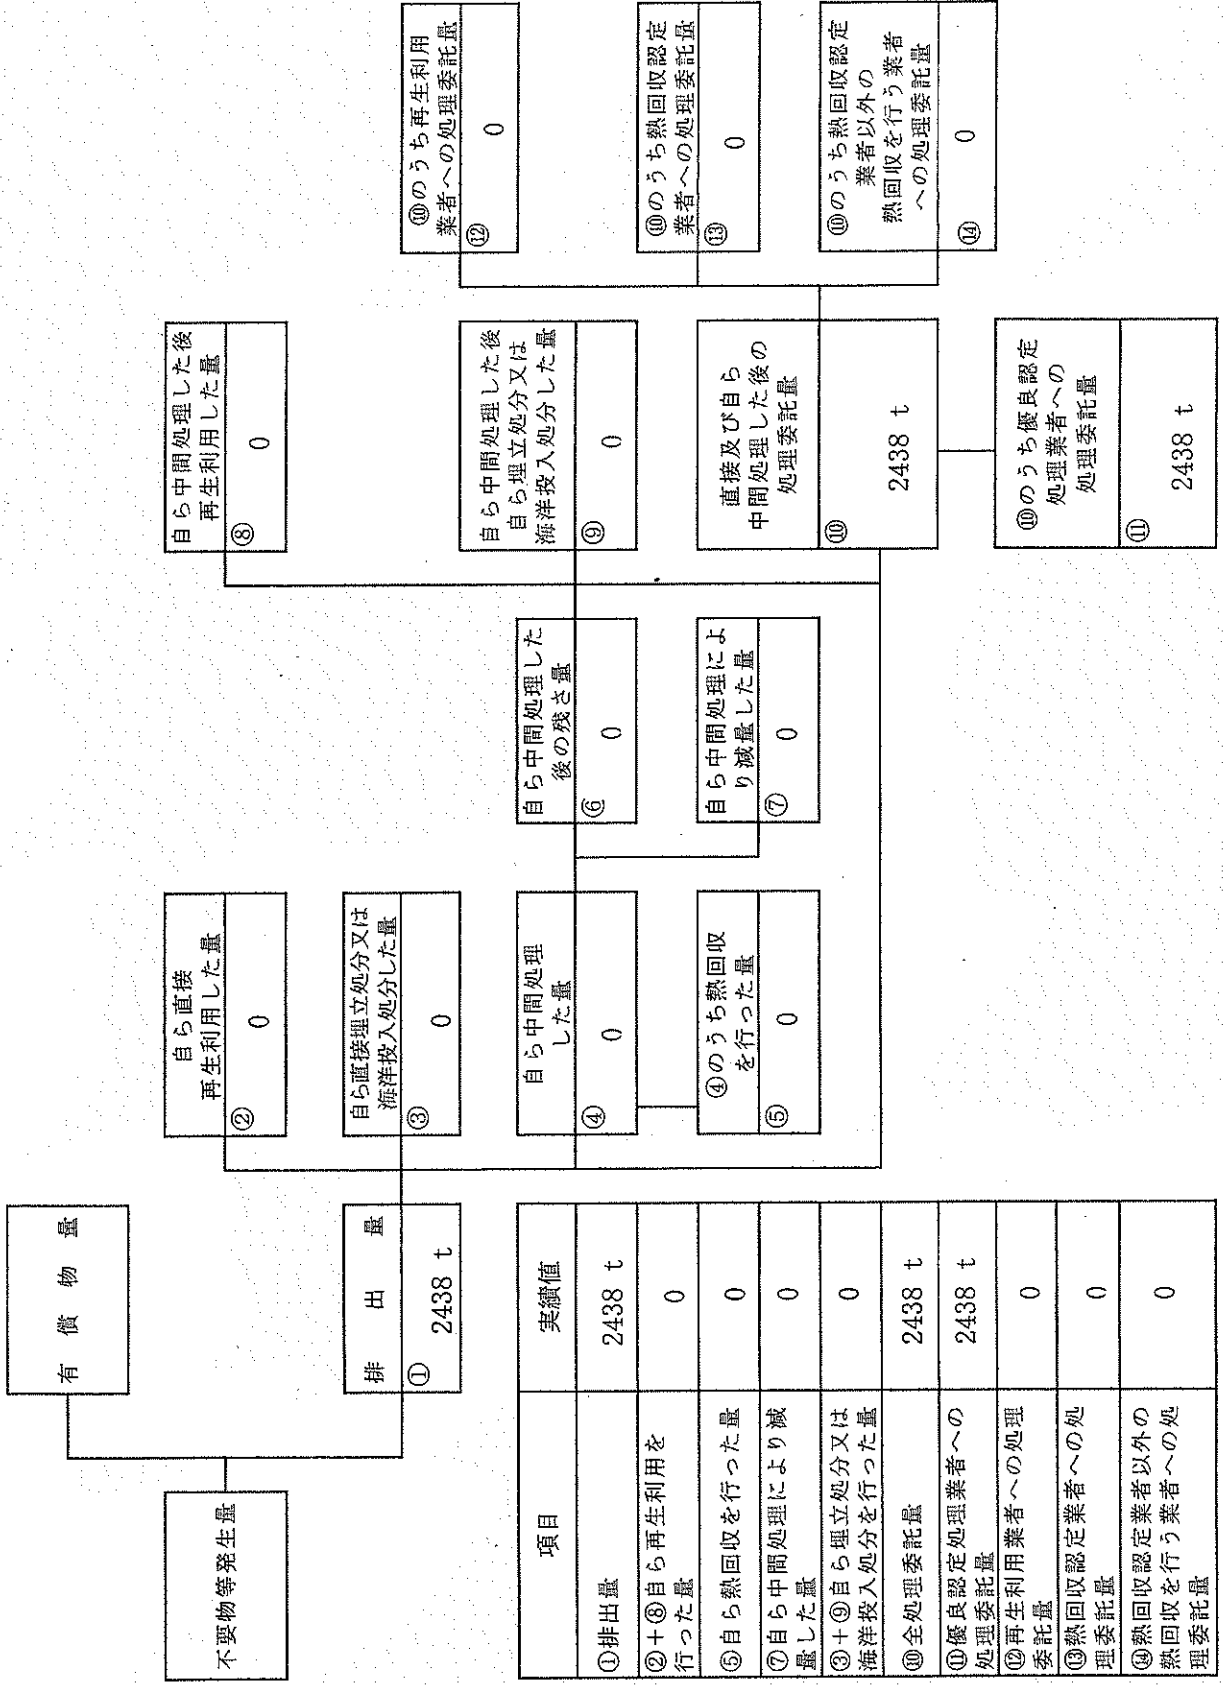 不要物等発生量
有償物量
排出量
①
2438 t
自ら直接
再生利用した量
②
0
自ら直接埋立処分又は
海洋投入処分した量
③
0
自ら中間処理
した量
④
0
④のうち熱回収
を行った量
⑤
0
自ら中間処理した
後の残さ量
⑥
0
自ら中間処理によ
り減量した量
⑦
0
自ら中間処理した後
再生利用した量
⑧
0
自ら中間処理した後
自ら埋立処分又は
海洋投入処分した量
⑨
0
直接及び自ら
中間処理した後の
処理委託量
⑩
2438 t
⑩のうち優良認定
処理業者への
処理委託量
⑪
2438 t
⑩のうち再生利用
業者への処理委託量
⑫
0
⑩のうち熱回収認定
業者への処理委託量
⑬
0
⑩のうち熱回収認定
業者以外の
熱回収を行う業者
への処理委託量
⑭
0
項目
実績値
①排出量
2438 t
②+⑧自ら再生利用を
行った量
0
⑤自ら熱回収を行った量
0
⑦自ら中間処理により減
量した量
0
③+⑨自ら埋立処分又は
海洋投入処分を行った量
0
⑩全処理委託量
2438 t
⑪優良認定処理業者への
処理委託量
2438 t
⑫再生利用業者への処理
委託量
0
⑬熱回収認定業者への処
理委託量
0
⑭熱回収認定業者以外の
熱回収を行う業者への処
理委託量
0